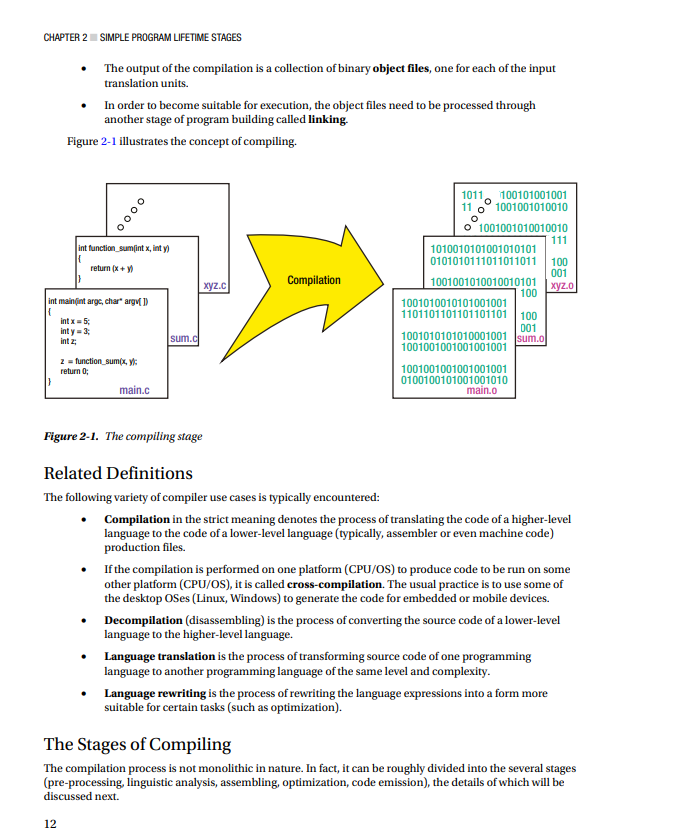 CHAPTER 2 ■ SIMPLE PROGRAM LIFETIME STAGES
• The output of the compilation is a collection of binary object files, one for each of the input
translation units.
• In order to become suitable for execution, the object files need to be processed through
another stage of program building called linking.
Figure 2-1 illustrates the concept of compiling.
xyz.c
int function_sum(int x, int y)
{
return (x + y)
}
sum.c
int main(int argc, char* argv[ ])
{
int x = 5;
int y = 3;
int z;
z = function_sum(x, y);
return 0;
}
main.c
Compilation
1011 100101001001
11 1001001010010
1001001010010010
111
100
001
xyz.o
101001010100101010​1
010101011101101​1011
100100101001001010​1
100
100
001
sum.o
1001010010101001001
1101101101101101101
1001010101010001001
1001001001001001001
1001001001001001001
0100100101001001010
main.o
Figure 2-1. The compiling stage
Related Definitions
The following variety of compiler use cases is typically encountered:
• Compilation in the strict meaning denotes the process of translating the code of a higher-level
language to the code of a lower-level language (typically, assembler or even machine code)
production files.
• If the compilation is performed on one platform (CPU/OS) to produce code to be run on some
other platform (CPU/OS), it is called cross-compilation. The usual practice is to use some of
the desktop OSes (Linux, Windows) to generate the code for embedded or mobile devices.
• Decompilation (disassembling) is the process of converting the source code of a lower-level
language to the higher-level language.
• Language translation is the process of transforming source code of one programming
language to another programming language of the same level and complexity.
• Language rewriting is the process of rewriting the language expressions into a form more
suitable for certain tasks (such as optimization).
The Stages of Compiling
The compilation process is not monolithic in nature. In fact, it can be roughly divided into the several stages
(pre-processing, linguistic analysis, assembling, optimization, code emission), the details of which will be
discussed next.
12